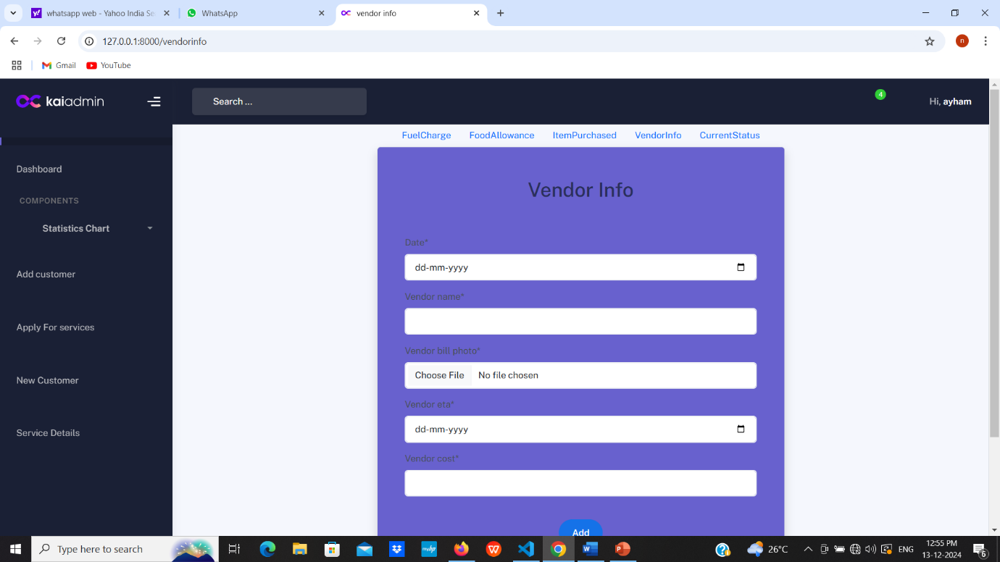 whatsapp web - Yahoo India Se
WhatsApp
vendor info
127.0.0.1:8000/vendorinfo
n
Gmail
YouTube
kaiadmin
Search ...
4
Hi, ayham
FuelCharge
FoodAllowance
ItemPurchased
VendorInfo
CurrentStatus
Dashboard
COMPONENTS
Statistics Chart
Add customer
Apply For services
New Customer
Service Details
Vendor Info
Date*
dd-mm-yyyy
Vendor name*
Vendor bill photo*
Choose File No file chosen
Vendor eta*
dd-mm-yyyy
Vendor cost*
Add
Type here to search
26°C
ENG
12:55 PM
13-12-2024
6